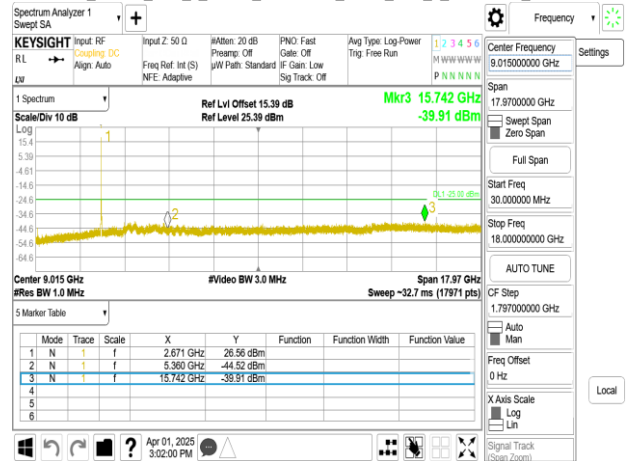 Spectrum Analyzer 1
Swept SA
Frequency
KEYSIGHT
RL
Input: RF
Coupling: DC
Align: Auto
Input Z: 50 Ω
Freq Ref: Int (S)
NFE: Adaptive
#Atten: 20 dB
Preamp: Off
µW Path: Standard
PNO: Fast
Gate: Off
IF Gain: Low
Sig Track: Off
Avg Type: Log-Power
Trig: Free Run
1 2 3 4 5 6
M W W W W W
P N N N N N
Settings
1 Spectrum
Scale/Div 10 dB
Ref Lvl Offset 15.39 dB
Ref Level 25.39 dBm
Mkr3 15.742 GHz
-39.91 dBm
Log
15.4
5.39
-4.61
-14.6
-24.6
-34.6
-44.6
-54.6
-64.6
1
2
3
DL1 -25.00 dBm
Center 9.015 GHz
#Res BW 1.0 MHz
#Video BW 3.0 MHz
Span 17.97 GHz
Sweep ~32.7 ms (17971 pts)
5 Marker Table
Mode Trace Scale X Y Function Function Width Function Value
1 N 1 f 2.671 GHz 26.56 dBm
2 N 1 f 5.360 GHz -44.52 dBm
3 N 1 f 15.742 GHz -39.91 dBm
4
5
6
Apr 01, 2025
3:02:00 PM
Center Frequency
9.015000000 GHz
Span
17.9700000 GHz
Swept Span
Zero Span
Full Span
Start Freq
30.000000 MHz
Stop Freq
18.000000000 GHz
AUTO TUNE
CF Step
1.797000000 GHz
Auto
Man
Freq Offset
0 Hz
X Axis Scale
Log
Lin
Signal Track
(Span Zoom)
Local